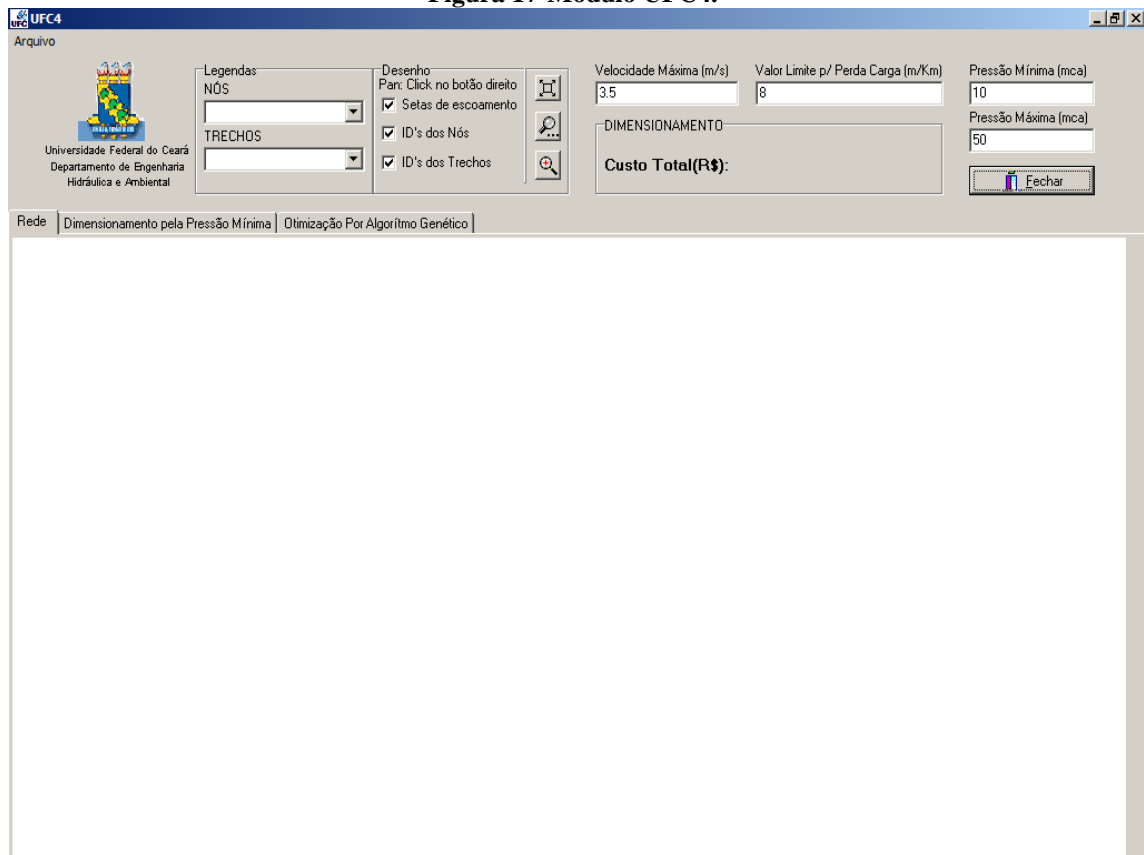 Figura 17 Módulo UFC4.
UFC4
Arquivo
Universidade Federal do Ceará
Departamento de Engenharia
Hidráulica e Ambiental
Legendas
NÓS
TRECHOS
Desenho
Pan: Click no botão direito
Setas de escoamento
ID's dos Nós
ID's dos Trechos
Velocidade Máxima (m/s)
3.5
Valor Limite p/ Perda Carga (m/Km)
8
DIMENSIONAMENTO
Custo Total(R$):
Pressão Mínima (mca)
10
Pressão Máxima (mca)
50
Fechar
Rede
Dimensionamento pela Pressão Mínima
Otimização Por Algorítmo Genético